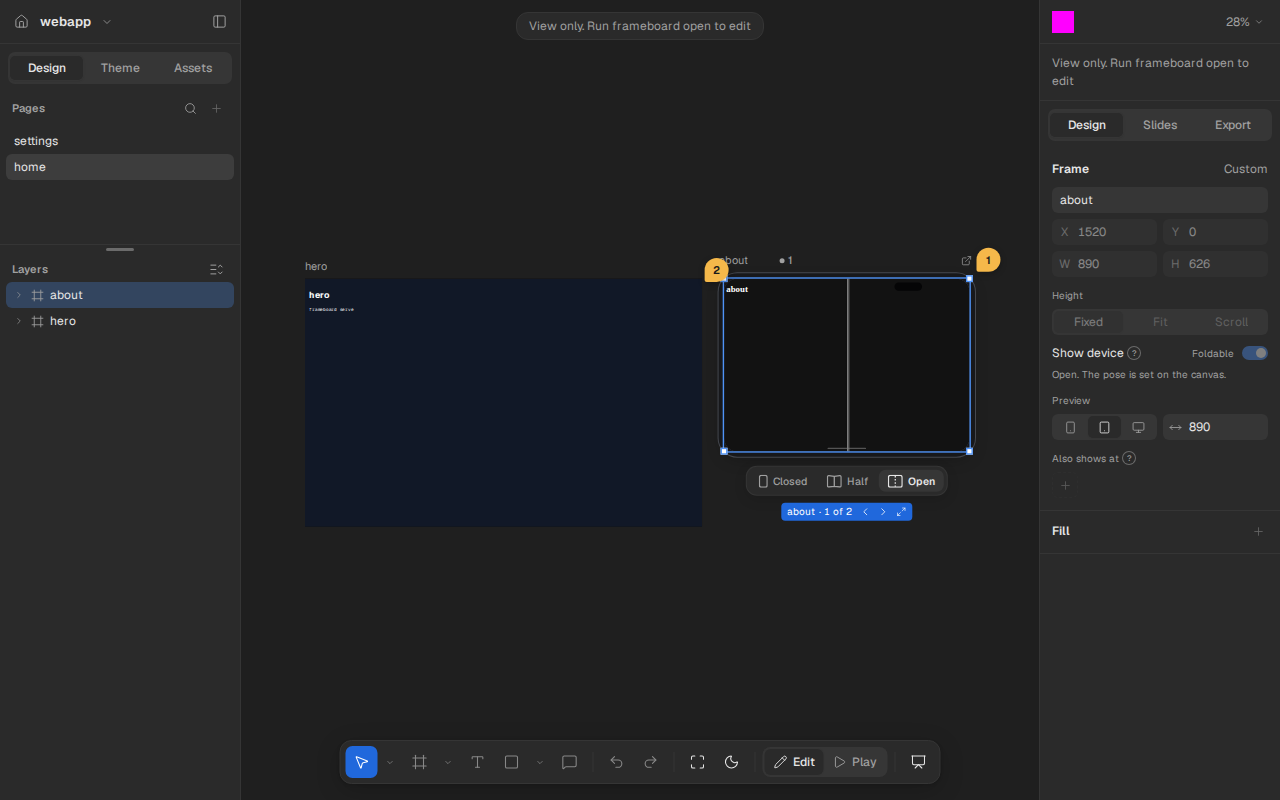 webapp
View only. Run frameboard open to edit
28%
Design
Theme
Assets
View only. Run frameboard open to
edit
Pages
Design
Slides
Export
settings
home
Frame
Custom
about
X 1520
Y 0
W 890
H 626
Layers
about
hero
hero
about
1
2
1
hero
frameboard serve
about
Height
Fixed
Fit
Scroll
Show device ?
Foldable
Open. The pose is set on the canvas.
Preview
890
Also shows at ?
Fill
Closed
Half
Open
about · 1 of 2
Edit
Play